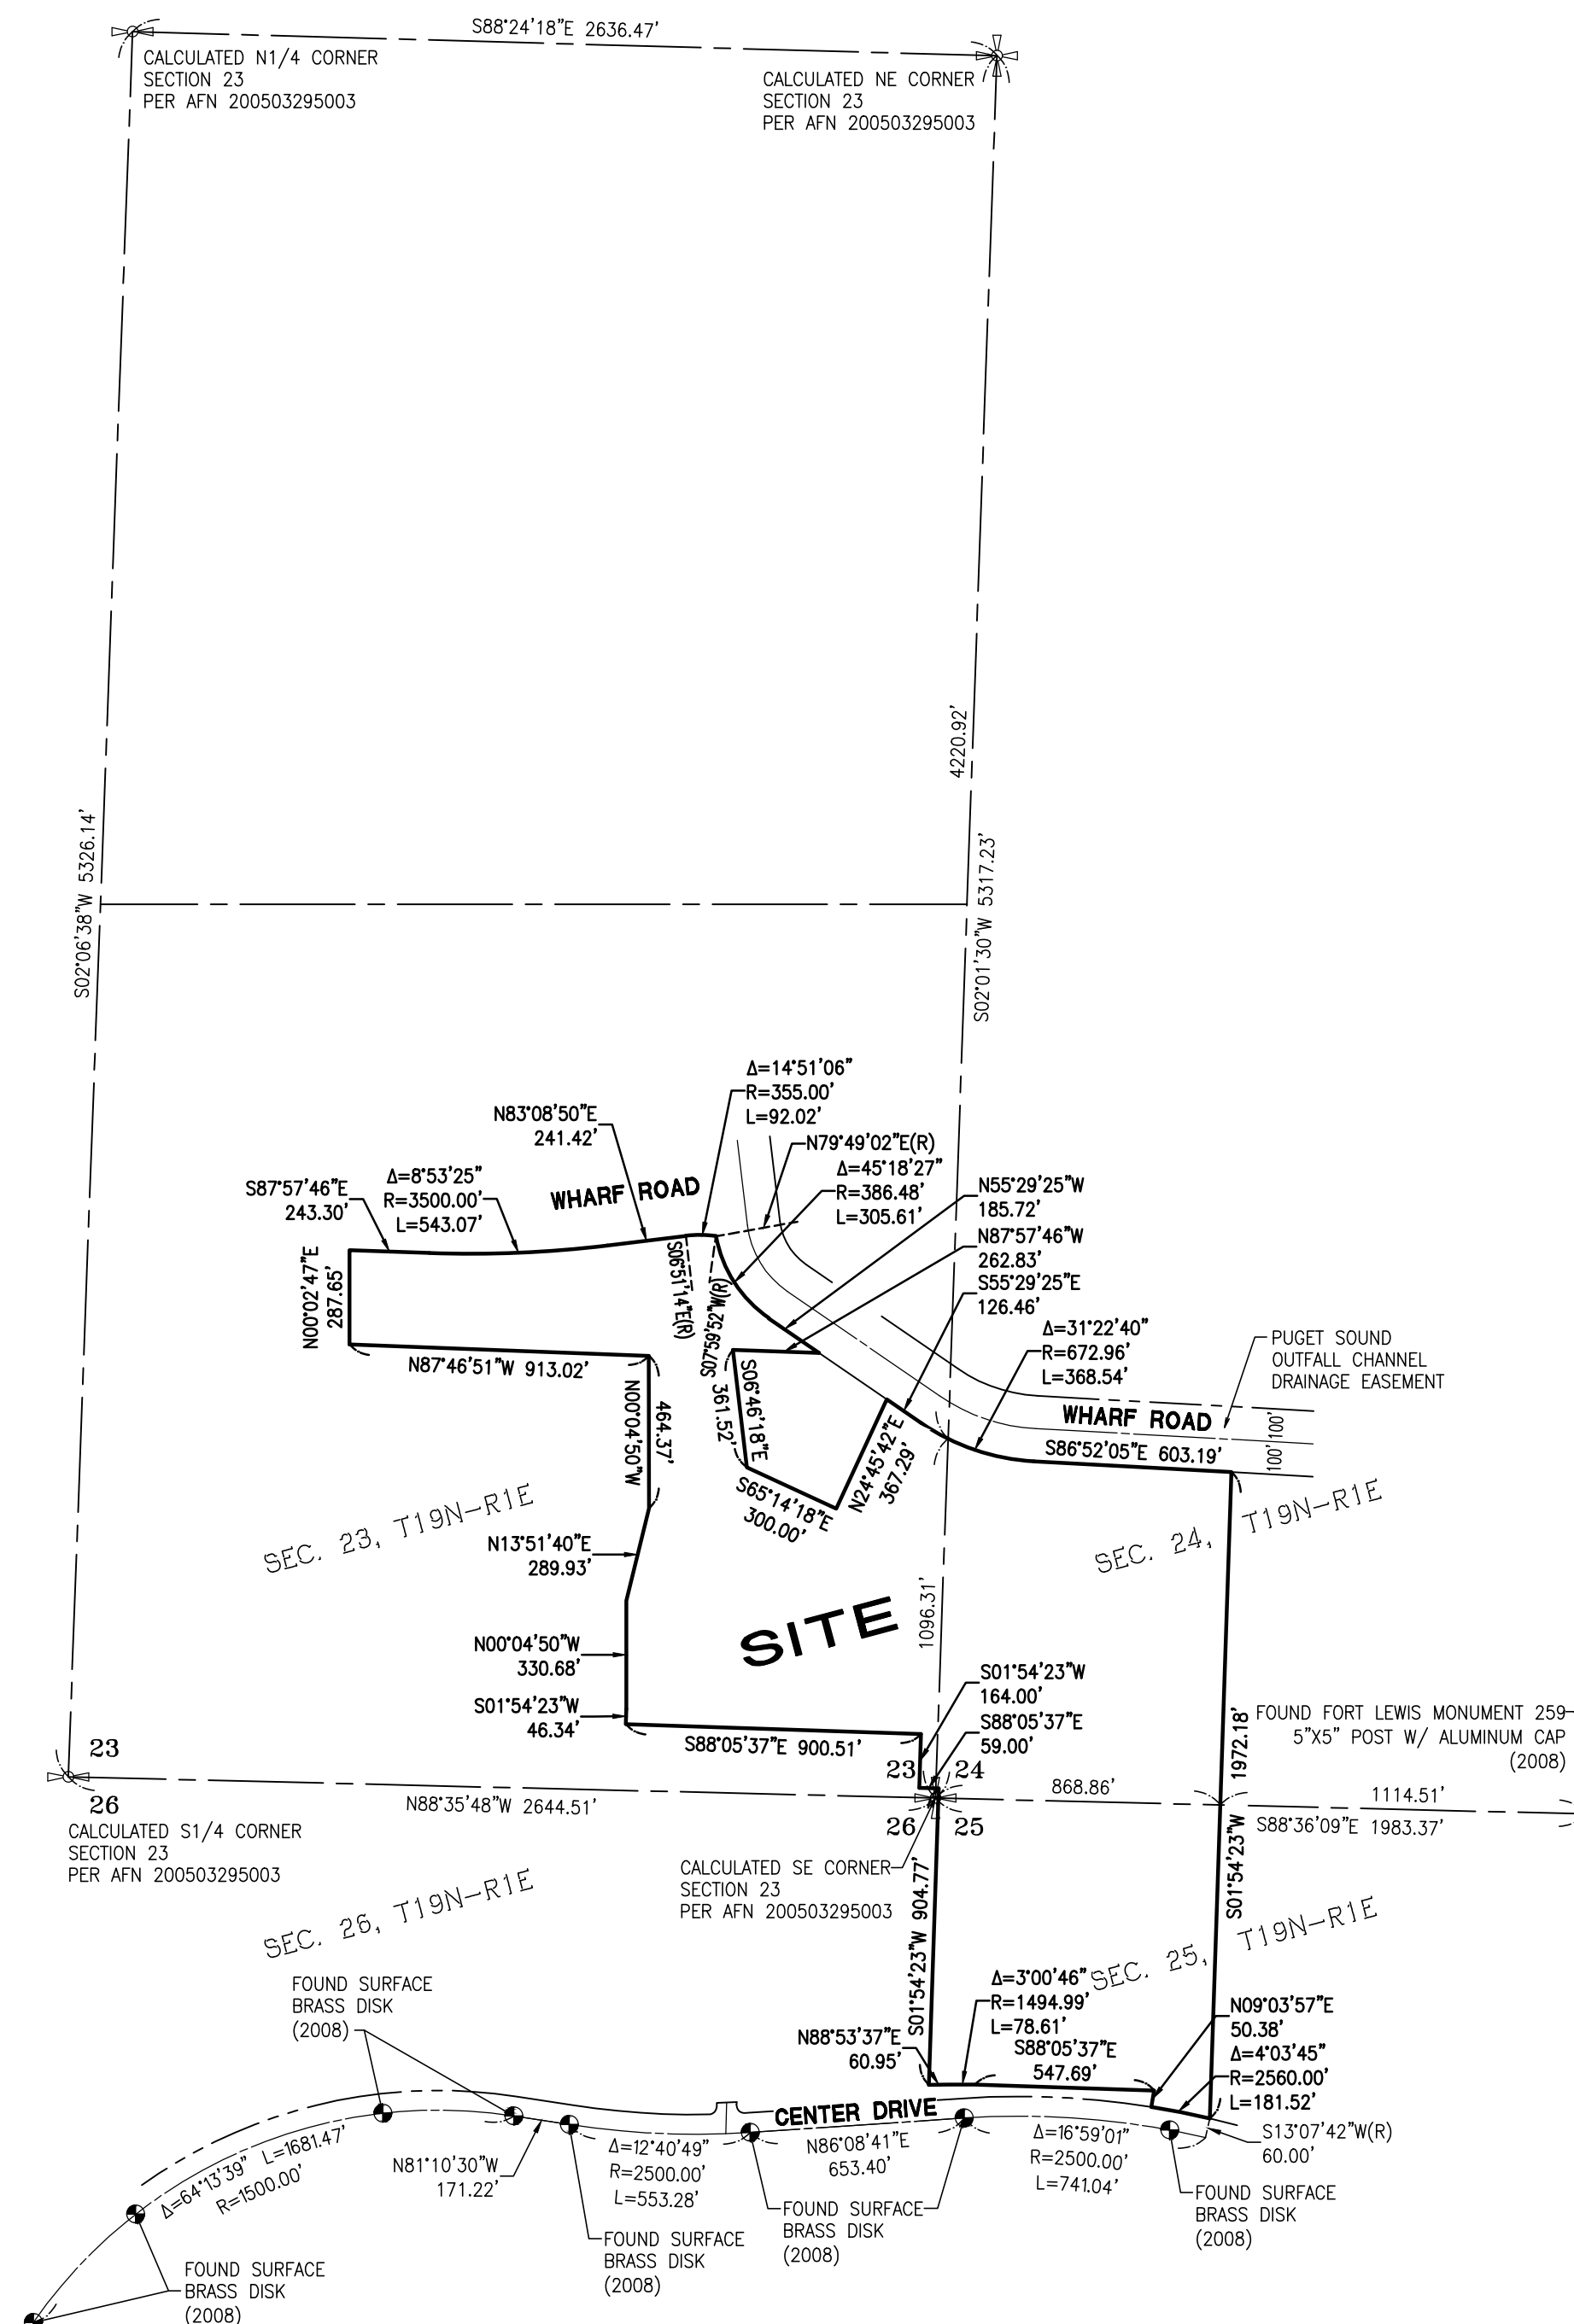 S88°24'18"E 2636.47'
CALCULATED N1/4 CORNER
SECTION 23
PER AFN 200503295003
CALCULATED NE CORNER
SECTION 23
PER AFN 200503295003
4220.92'
S02°06'38"W 5326.14'
S02°01'30"W 5317.23'
Δ=14°51'06"
R=355.00'
L=92.02'
N83°08'50"E
241.42'
N79°49'02"E(R)
Δ=45°18'27"
R=386.48'
L=305.61'
S87°57'46"E
243.30'
Δ=8°53'25"
R=3500.00'
L=543.07'
WHARF ROAD
N55°29'25"W
185.72'
N87°57'46"W
262.83'
S55°29'25"E
126.46'
Δ=31°22'40"
R=672.96'
L=368.54'
N00°02'47"E
287.65'
S06°51'14"E(R)
S07°59'52"W(R)
PUGET SOUND
OUTFALL CHANNEL
DRAINAGE EASEMENT
N87°46'51"W 913.02'
N00°04'50"W
464.37'
S06°46'18"E
361.52'
WHARF ROAD
100' 100'
S86°52'05"E 603.19'
N24°45'42"E
367.29'
S65°14'18"E
300.00'
SEC. 23, T19N-R1E
SEC. 24, T19N-R1E
N13°51'40"E
289.93'
SITE
1096.31'
N00°04'50"W
330.68'
S01°54'23"W
46.34'
S01°54'23"W
164.00'
S88°05'37"E
59.00'
S88°05'37"E 900.51'
1972.18'
S01°54'23"W
FOUND FORT LEWIS MONUMENT 259
5"X5" POST W/ ALUMINUM CAP
(2008)
23
26
23 24
26 25
N88°35'48"W 2644.51'
868.86'
1114.51'
S88°36'09"E 1983.37'
CALCULATED S1/4 CORNER
SECTION 23
PER AFN 200503295003
CALCULATED SE CORNER
SECTION 23
PER AFN 200503295003
S01°54'23"W 904.77'
SEC. 26, T19N-R1E
SEC. 25, T19N-R1E
FOUND SURFACE
BRASS DISK
(2008)
Δ=3°00'46"
R=1494.99'
L=78.61'
N88°53'37"E
60.95'
S88°05'37"E
547.69'
N09°03'57"E
50.38'
Δ=4°03'45"
R=2560.00'
L=181.52'
S13°07'42"W(R)
60.00'
CENTER DRIVE
Δ=64°13'39" L=1681.47'
R=1500.00'
N81°10'30"W
171.22'
Δ=12°40'49"
R=2500.00'
L=553.28'
N86°08'41"E
653.40'
Δ=16°59'01"
R=2500.00'
L=741.04'
FOUND SURFACE
BRASS DISK
(2008)
FOUND SURFACE
BRASS DISK
(2008)
FOUND SURFACE
BRASS DISK
(2008)
FOUND SURFACE
BRASS DISK
(2008)